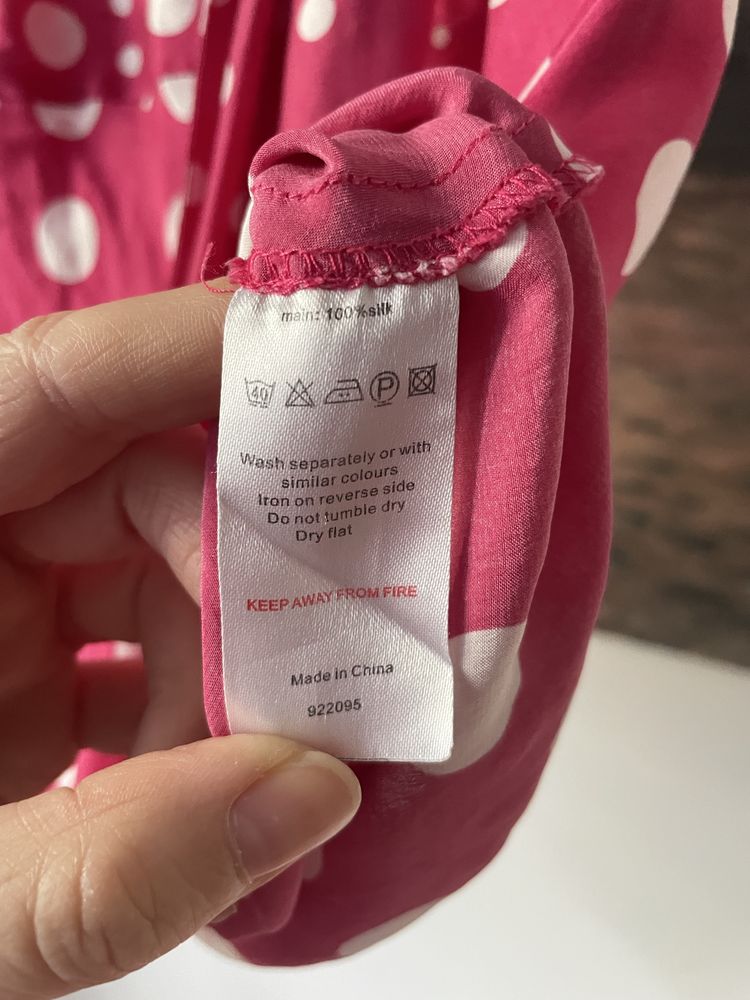 main: 100%silk
40 P
Wash separately or with
similar colours
Iron on reverse side
Do not tumble dry
Dry flat
KEEP AWAY FROM FIRE
Made in China
922095